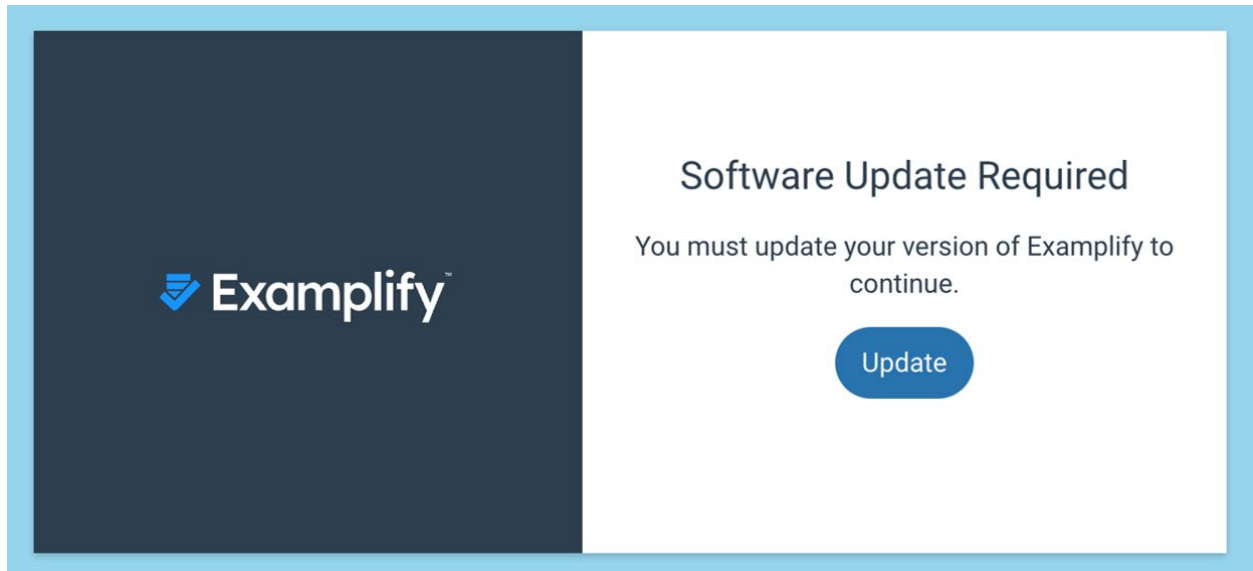 Examplify™
Software Update Required
You must update your version of Examplify to
continue.
Update